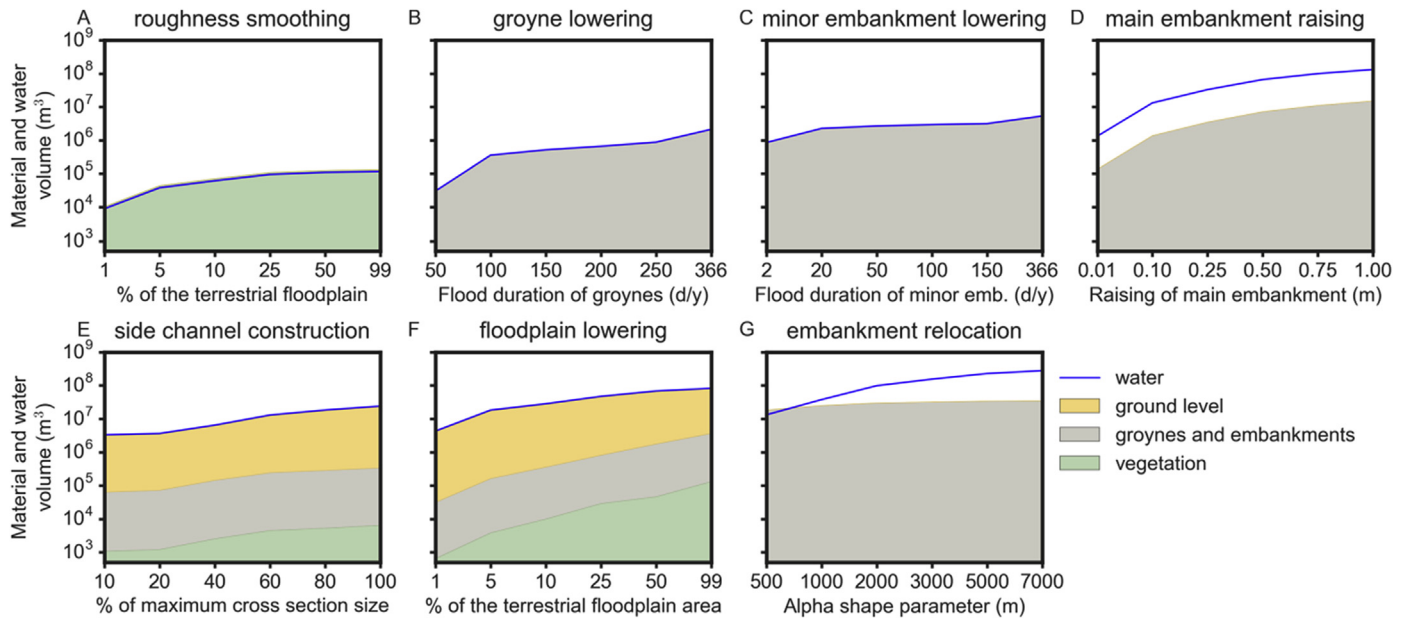 A roughness smoothing
B groyne lowering
C minor embankment lowering
D main embankment raising
Material and water
volume (m³)
10⁹
10⁸
10⁷
10⁶
10⁵
10⁴
10³
1 5 10 25 50 99
50 100 150 200 250 366
2 20 50 100 150 366
0.01 0.10 0.25 0.50 0.75 1.00
% of the terrestrial floodplain
Flood duration of groynes (d/y)
Flood duration of minor emb. (d/y)
Raising of main embankment (m)
E side channel construction
F floodplain lowering
G embankment relocation
Material and water
volume (m³)
10⁹
10⁸
10⁷
10⁶
10⁵
10⁴
10³
10 20 40 60 80 100
1 5 10 25 50 99
500 1000 2000 3000 5000 7000
% of maximum cross section size
% of the terrestrial floodplain area
Alpha shape parameter (m)
water
ground level
groynes and embankments
vegetation